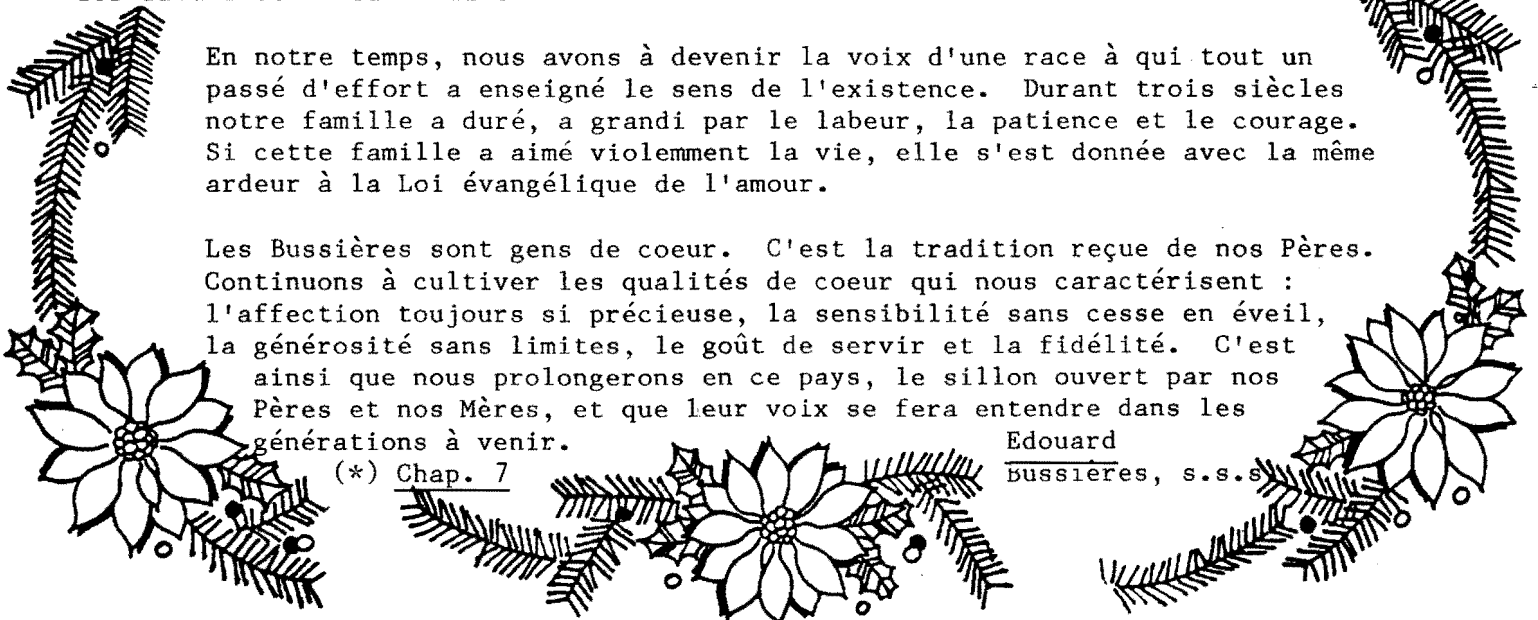 En notre temps, nous avons à devenir la voix d'une race à qui tout un
passé d'effort a enseigné le sens de l'existence. Durant trois siècles
notre famille a duré, a grandi par le labeur, la patience et le courage.
Si cette famille a aimé violemment la vie, elle s'est donnée avec la même
ardeur à la Loi évangélique de l'amour.
Les Bussières sont gens de coeur. C'est la tradition reçue de nos Pères.
Continuons à cultiver les qualités de coeur qui nous caractérisent :
l'affection toujours si précieuse, la sensibilité sans cesse en éveil,
la générosité sans limites, le goût de servir et la fidélité. C'est
ainsi que nous prolongerons en ce pays, le sillon ouvert par nos
Pères et nos Mères, et que leur voix se fera entendre dans les
générations à venir. Edouard
(*) Chap. 7 Bussières, s.s.s